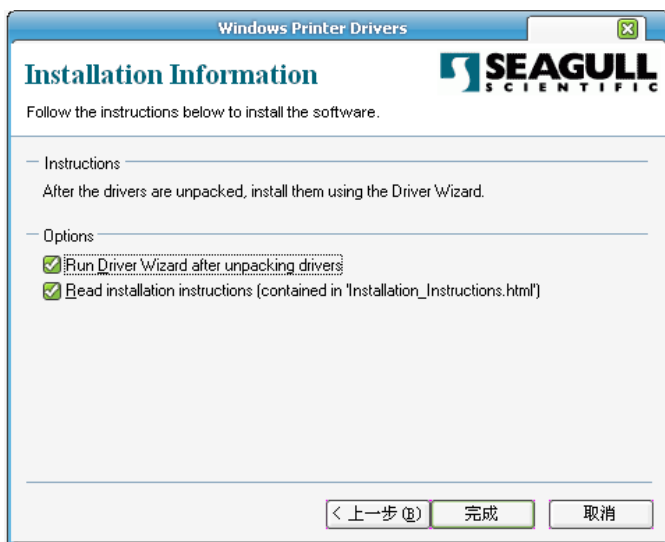 Windows Printer Drivers
Installation Information
SEAGULL
SCIENTIFIC
Follow the instructions below to install the software.
Instructions
After the drivers are unpacked, install them using the Driver Wizard.
Options
Run Driver Wizard after unpacking drivers
Read installation instructions (contained in 'Installation_Instructions.html')
< 上一步(B) 完成 取消